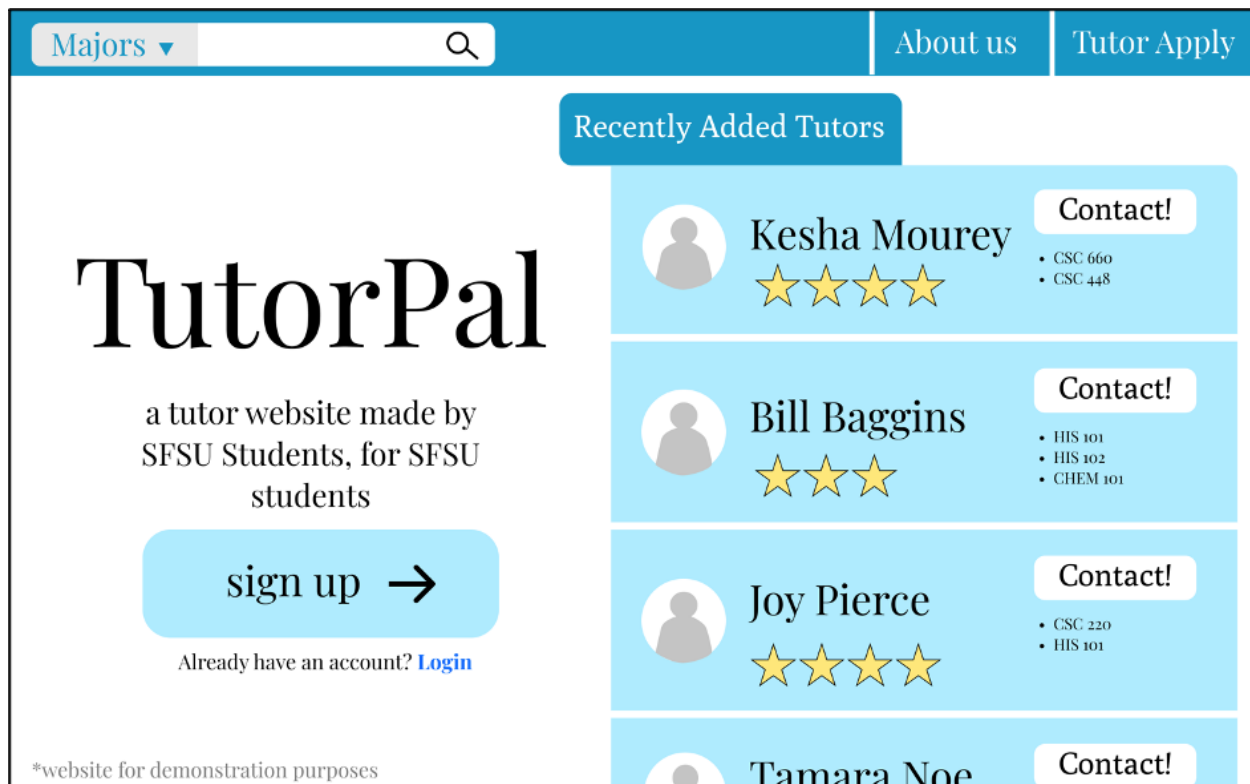 Majors
About us
Tutor Apply
TutorPal
a tutor website made by
SFSU Students, for SFSU
students
sign up
Already have an account? Login
*website for demonstration purposes
Recently Added Tutors
Kesha Mourey
Contact!
• CSC 660
• CSC 448
Bill Baggins
Contact!
• HIS 101
• HIS 102
• CHEM 101
Joy Pierce
Contact!
• CSC 220
• HIS 101
Tamara Noe
Contact!